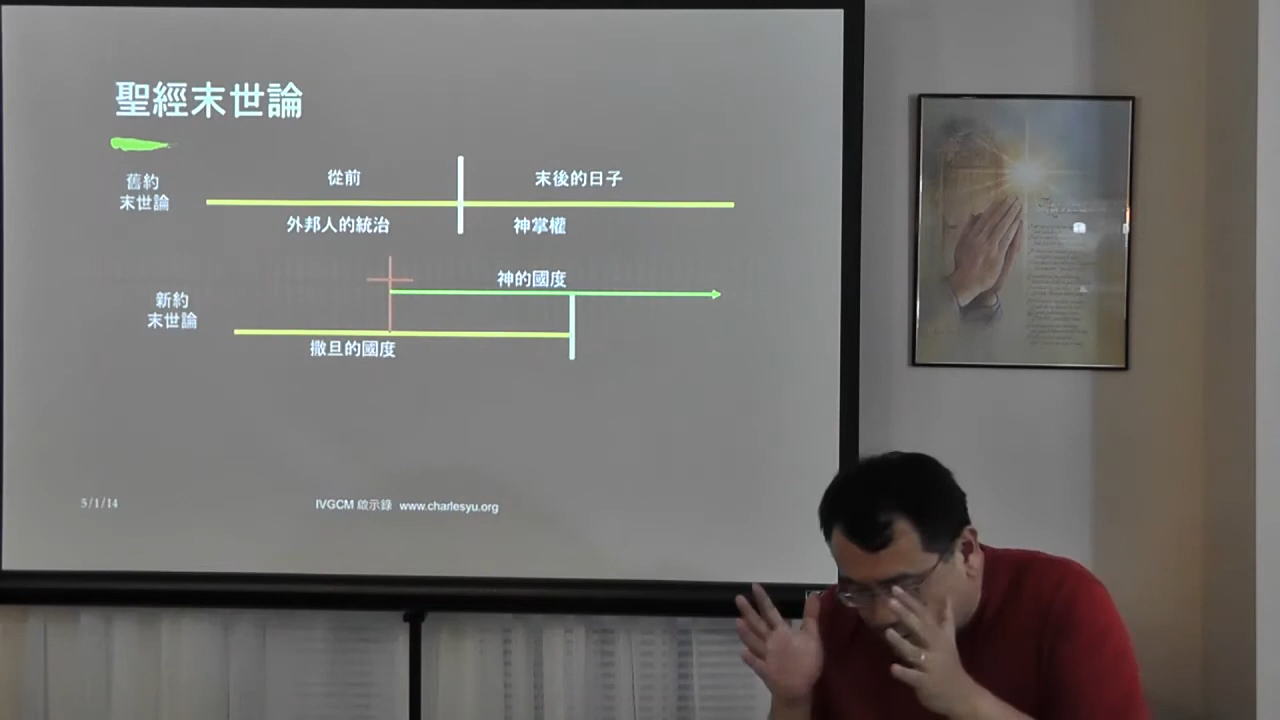 聖經末世論
舊約
末世論
從前
末後的日子
外邦人的統治
神掌權
新約
末世論
神的國度
撒旦的國度
5/1/14
IVGCM 啟示錄 www.charlesyu.org